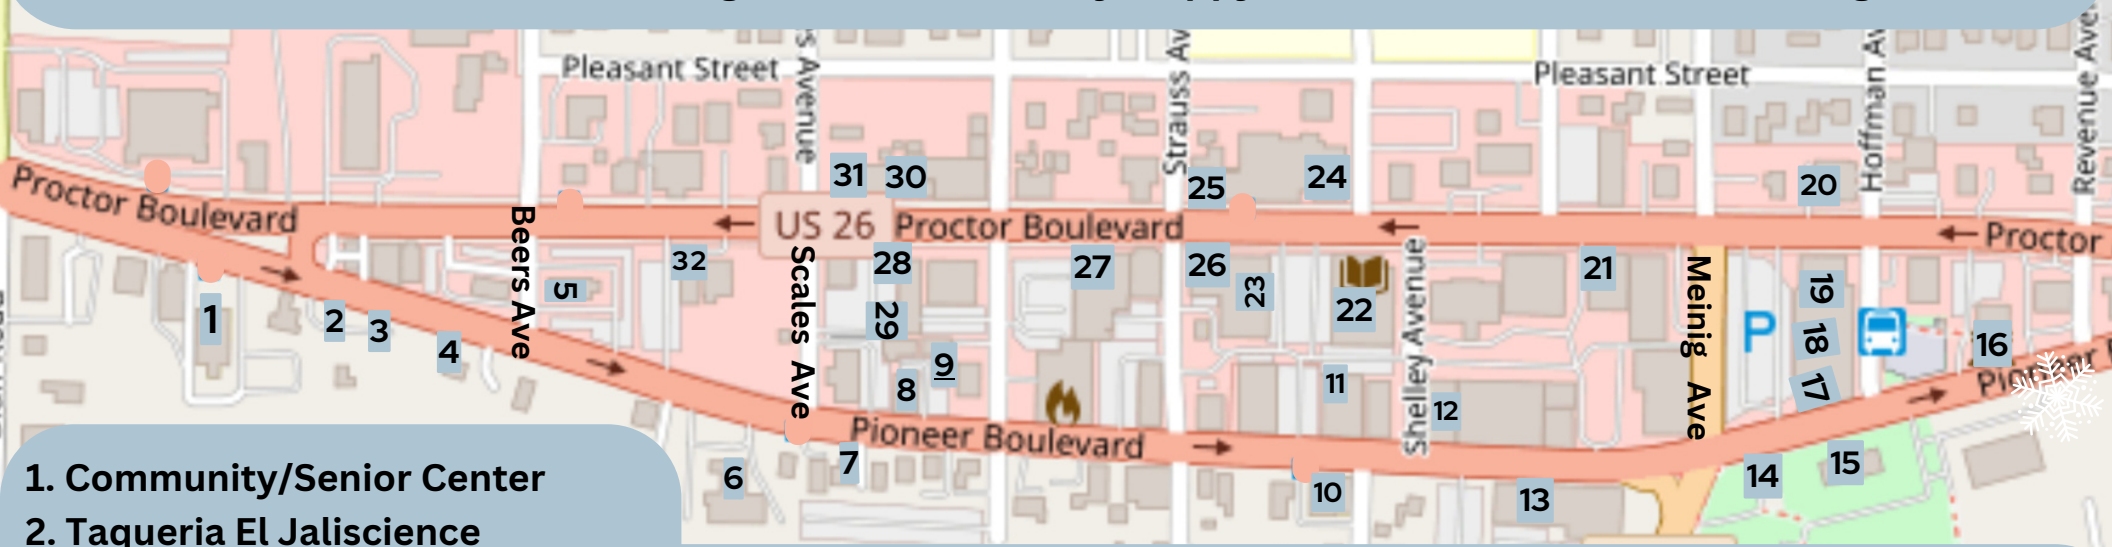 Pleasant Street
Pleasant Street
s Avenue
Strauss Av
Hoffman Av
Revenue Ave
31
30
25
24
20
Proctor Boulevard
US 26
Proctor Boulevard
Proctor
Beers Ave
Scales Ave
Shelley Avenue
Meinig Ave
32
28
27
26
21
5
29
23
22
19
P
18
17
16
1
2
3
4
9
8
11
12
Pioneer Boulevard
6
7
10
13
14
15
1. Community/Senior Center
2. Taqueria El Jaliscience